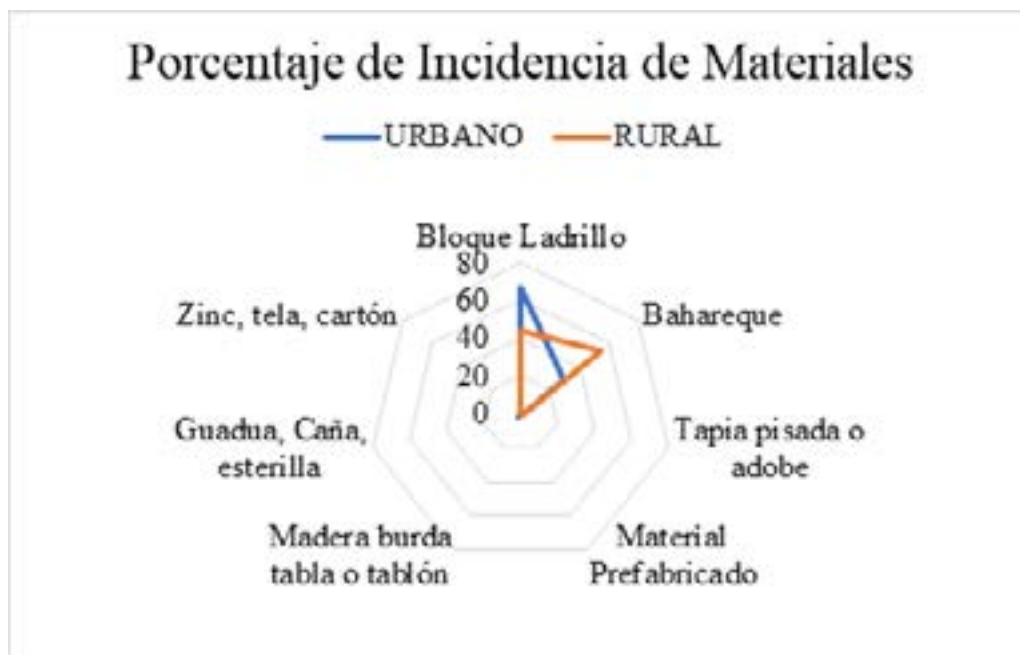 Porcentaje de Incidencia de Materiales
URBANO
RURAL
Bloque Ladrillo
80
60
40
20
0
Bahareque
Tapia pisada o
adobe
Material
Prefabricado
Madera burda
tabla o tablón
Guadua, Caña,
esterilla
Zinc, tela, cartón